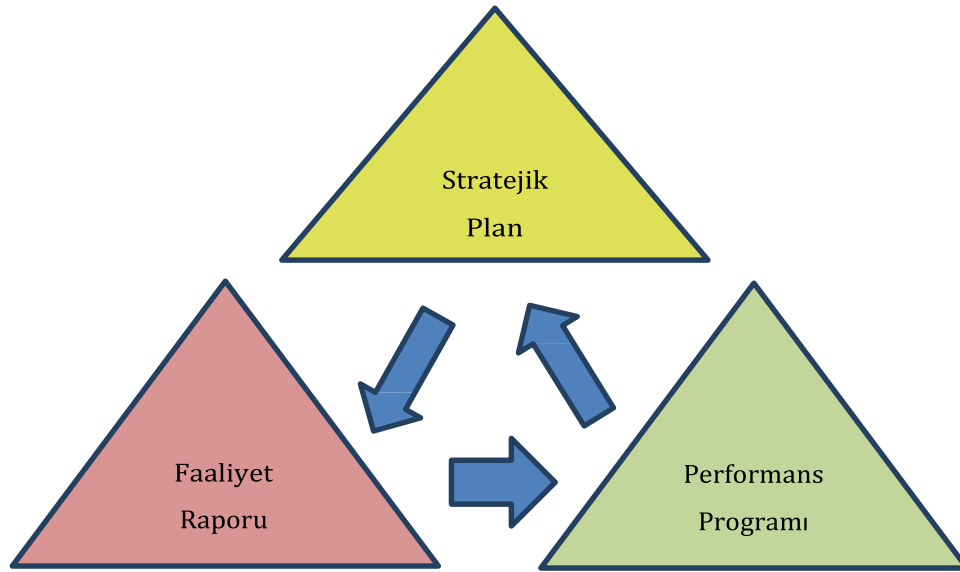 Stratejik
Plan
Faaliyet
Raporu
Performans
Programı